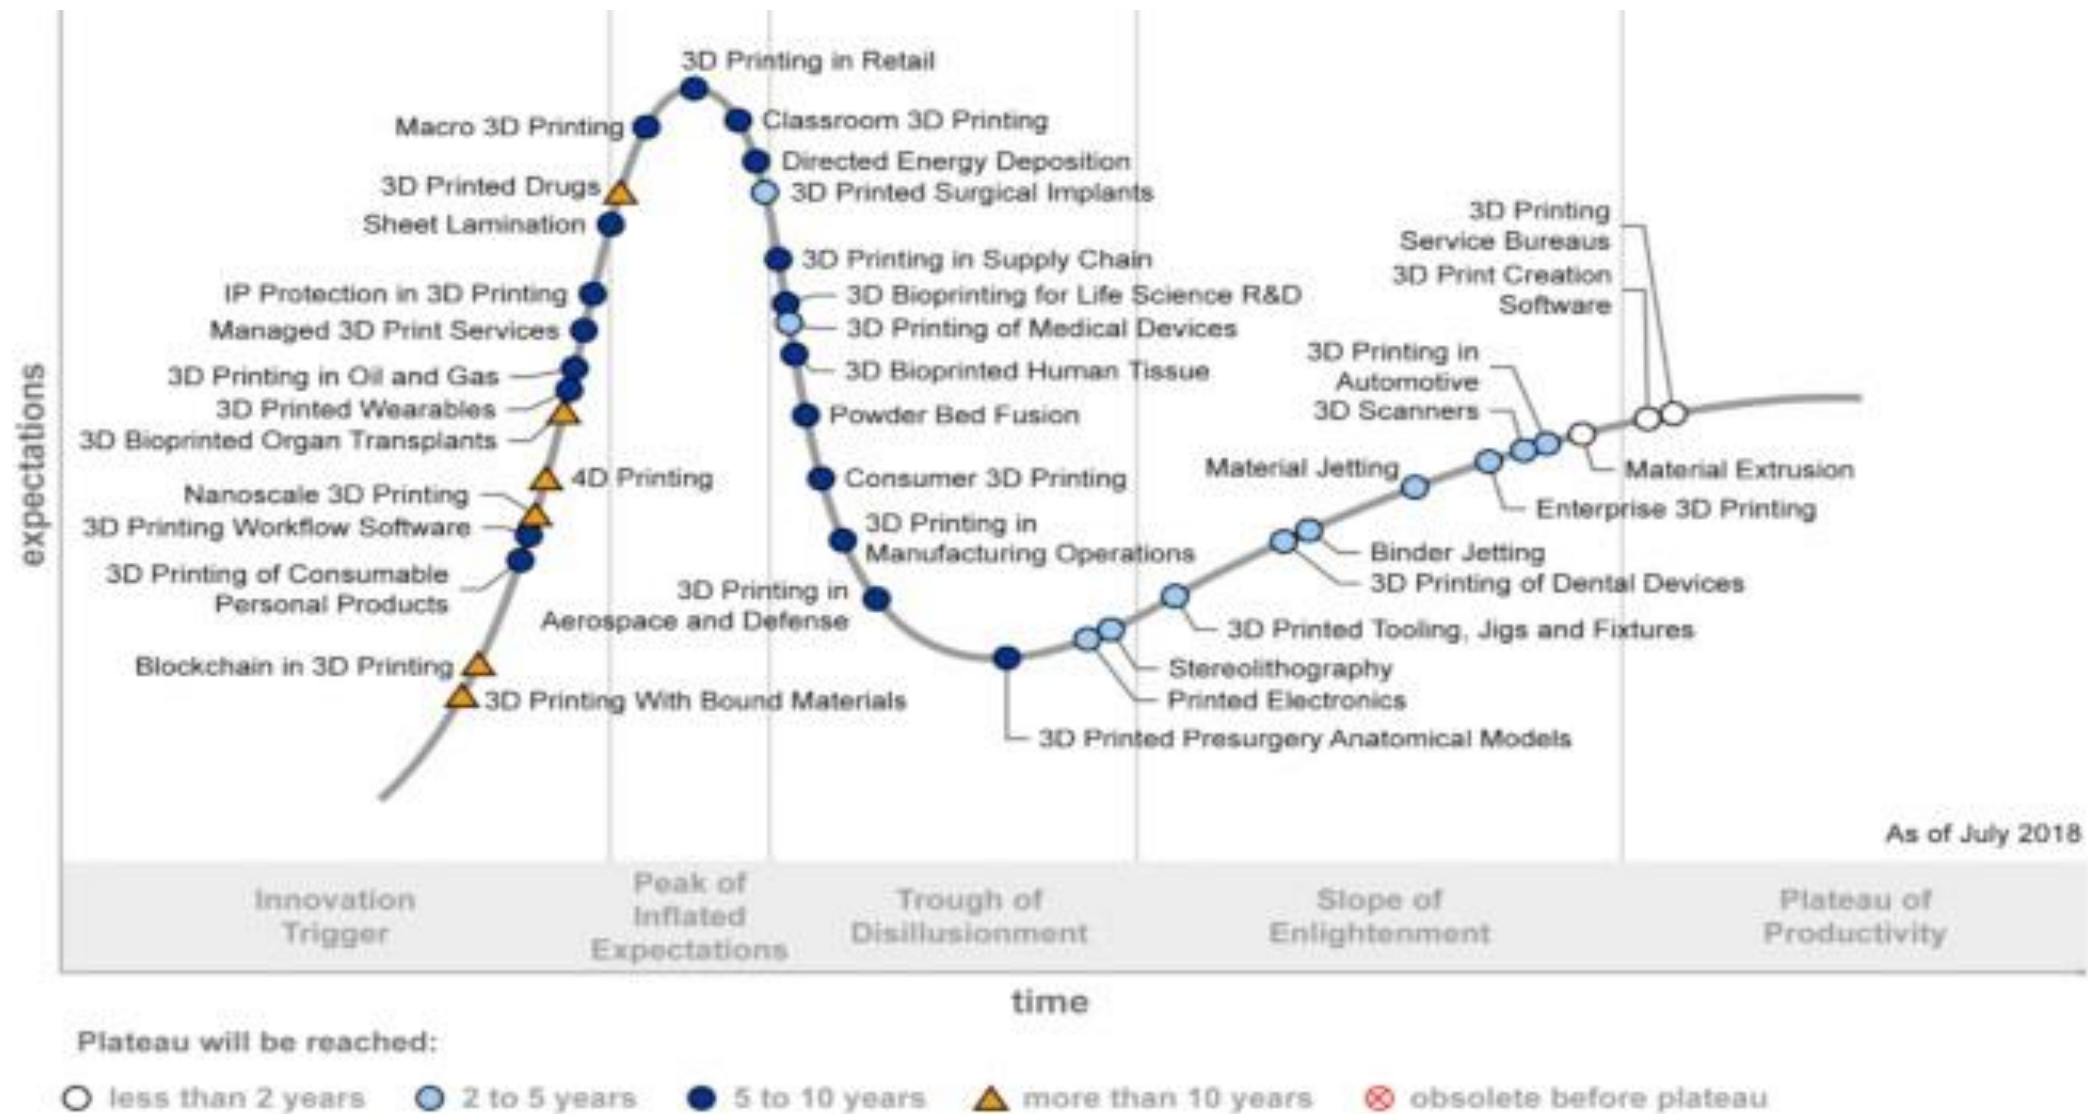 3D Printing in Retail
Macro 3D Printing
Classroom 3D Printing
Directed Energy Deposition
3D Printed Drugs
3D Printed Surgical Implants
Sheet Lamination
3D Printing
Service Bureaus
3D Printing in Supply Chain
3D Print Creation
Software
IP Protection in 3D Printing
3D Bioprinting for Life Science R&D
Managed 3D Print Services
3D Printing of Medical Devices
3D Printing in
Automotive
3D Printing in Oil and Gas
3D Bioprinted Human Tissue
3D Printed Wearables
Powder Bed Fusion
3D Scanners
3D Bioprinted Organ Transplants
4D Printing
Consumer 3D Printing
Material Jetting
Material Extrusion
Nanoscale 3D Printing
Enterprise 3D Printing
3D Printing Workflow Software
3D Printing in
Manufacturing Operations
Binder Jetting
3D Printing of Consumable
Personal Products
3D Printing of Dental Devices
3D Printing in
Aerospace and Defense
3D Printed Tooling, Jigs and Fixtures
Blockchain in 3D Printing
Stereolithography
3D Printing With Bound Materials
Printed Electronics
3D Printed Presurgery Anatomical Models
expectations
As of July 2018
Innovation
Trigger
Peak of
Inflated
Expectations
Trough of
Disillusionment
Slope of
Enlightenment
Plateau of
Productivity
time
Plateau will be reached:
less than 2 years
2 to 5 years
5 to 10 years
more than 10 years
obsolete before plateau